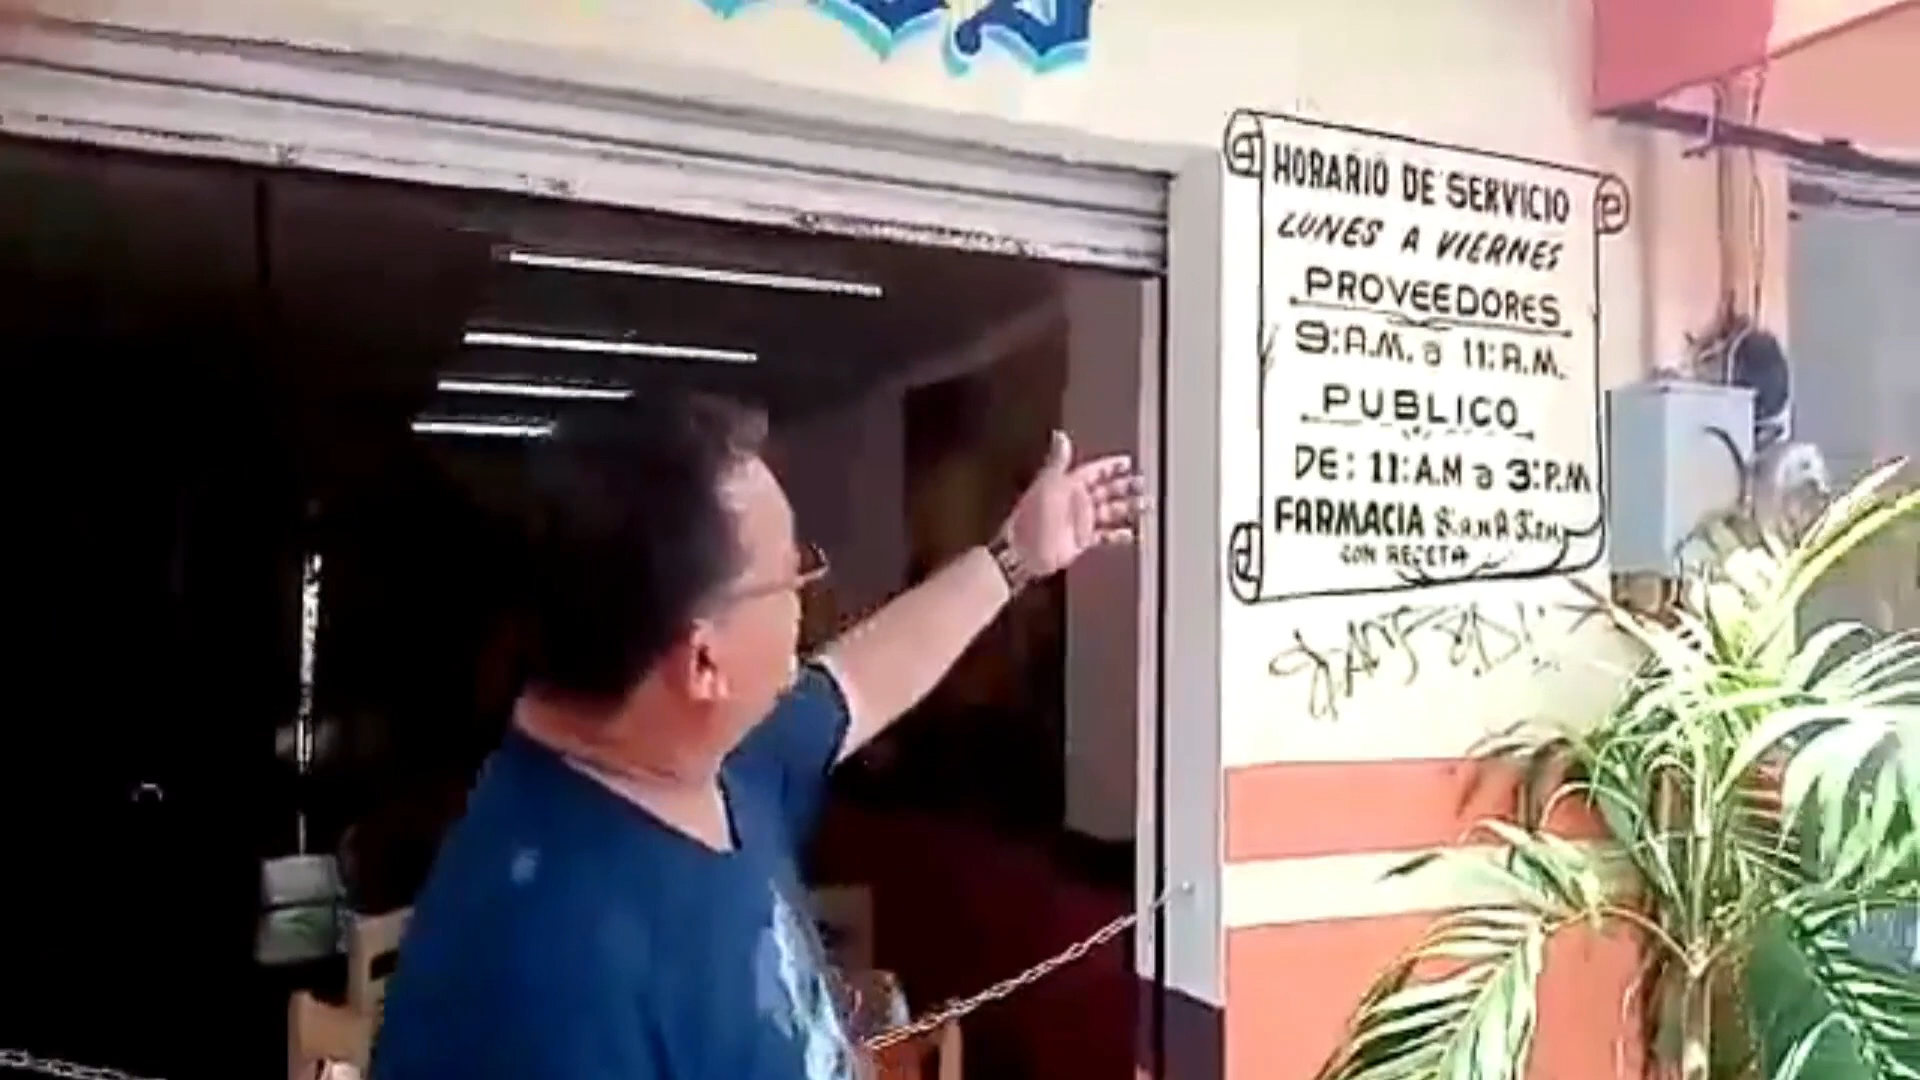 HORARIO DE SERVICIO
LUNES A VIERNES
PROVEEDORES
9:A.M. a 11:A.M.
PUBLICO
DE: 11:A.M a 3:P.M
FARMACIA
CON RECETA